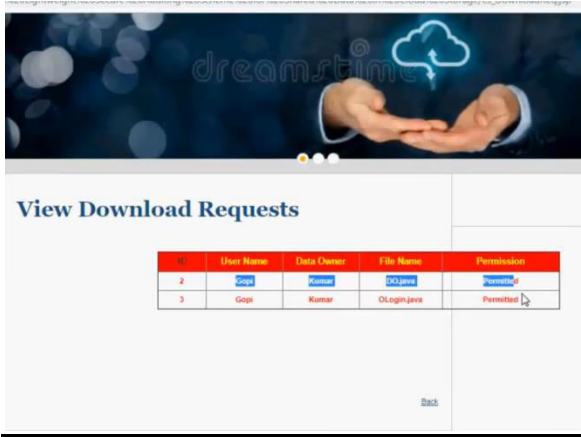 dreamstime
View Download Requests
ID User Name Data Owner File Name Permission
2 Gopi Kumar DO.java Permitted
3 Gopi Kumar OLogin.java Permitted
Back